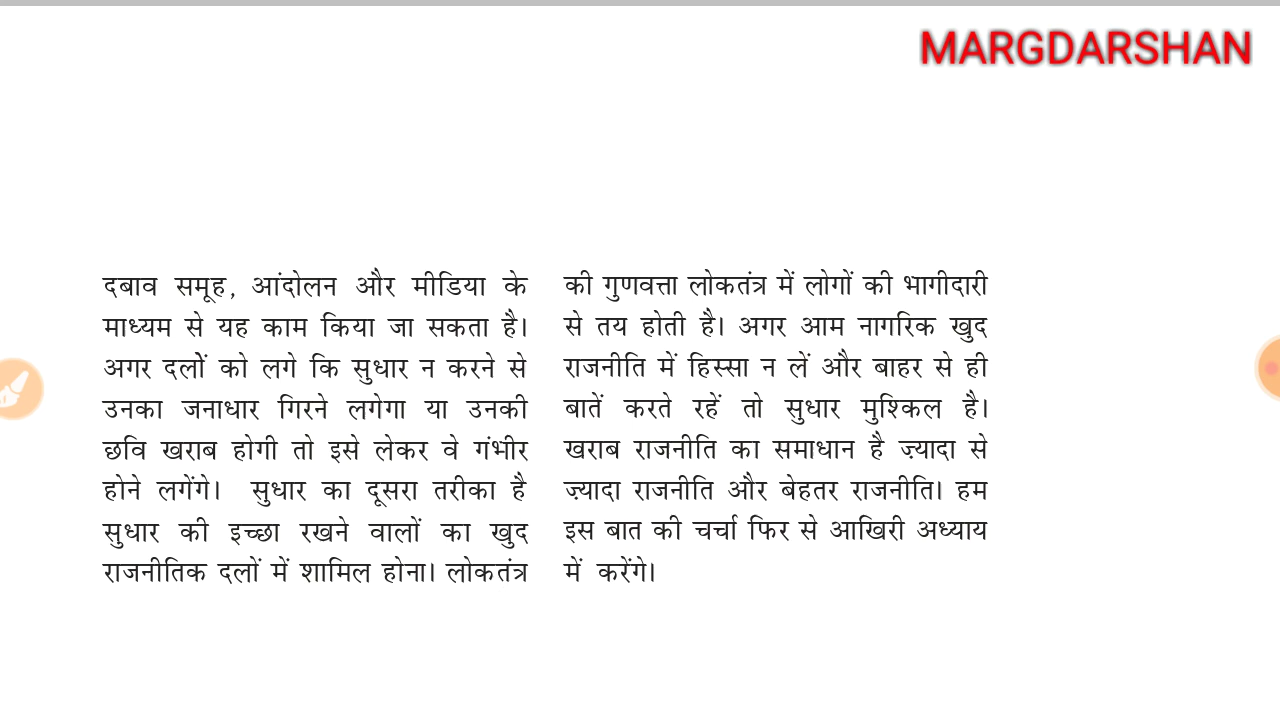 MARGDARSHAN
दबाव समूह, आंदोलन और मीडिया के
माध्यम से यह काम किया जा सकता है।
अगर दलों को लगे कि सुधार न करने से
उनका जनाधार गिरने लगेगा या उनकी
छवि खराब होगी तो इसे लेकर वे गंभीर
होने लगेंगे। सुधार का दूसरा तरीका है
सुधार की इच्छा रखने वालों का खुद
राजनीतिक दलों में शामिल होना। लोकतंत्र
की गुणवत्ता लोकतंत्र में लोगों की भागीदारी
से तय होती है। अगर आम नागरिक खुद
राजनीति में हिस्सा न लें और बाहर से ही
बातें करते रहें तो सुधार मुश्किल है।
खराब राजनीति का समाधान है ज़्यादा से
ज़्यादा राजनीति और बेहतर राजनीति। हम
इस बात की चर्चा फिर से आखिरी अध्याय
में करेंगे।